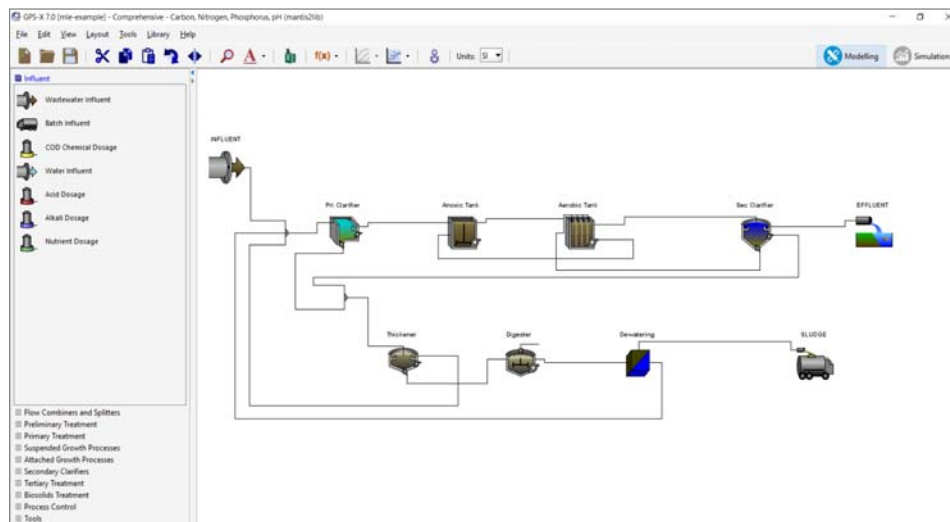 GPS-X 7.0 [mle-example] - Comprehensive - Carbon, Nitrogen, Phosphorus, pH (mantis2lib)
File Edit View Layout Tools Library Help
f(x) Units: SI Modelling Simulation
Influent
Wastewater Influent
Batch Influent
COD Chemical Dosage
Water Influent
Acid Dosage
Alkali Dosage
Nutrient Dosage
Flow Combiners and Splitters
Preliminary Treatment
Primary Treatment
Suspended Growth Processes
Attached Growth Processes
Secondary Clarifiers
Tertiary Treatment
Biosolids Treatment
Process Control
Tools
INFLUENT
Pri Clarifier Anoxic Tank Aerobic Tank Sec Clarifier EFFLUENT
Thickener Digester Dewatering SLUDGE